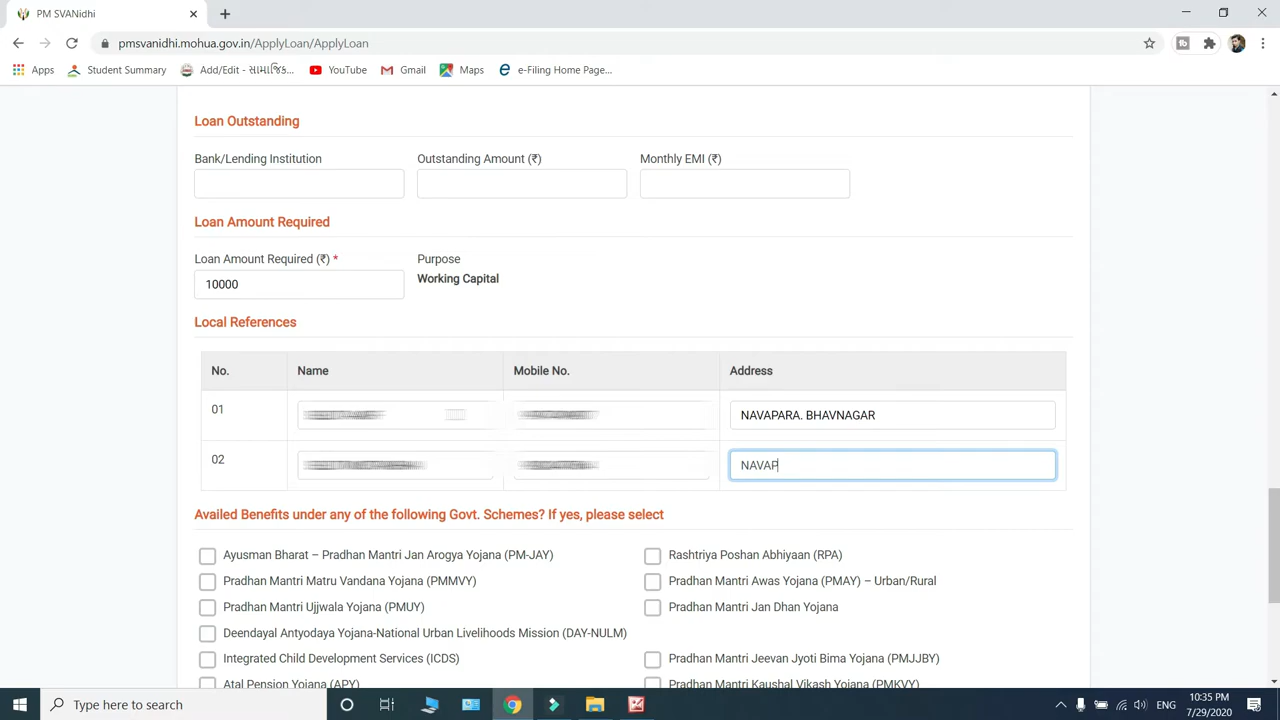 PM SVANidhi
pmsvanidhi.mohua.gov.in/ApplyLoan/ApplyLoan
Apps
Student Summary
Add/Edit -
YouTube
Gmail
Maps
e-Filing Home Page...
Loan Outstanding
Bank/Lending Institution
Outstanding Amount (₹)
Monthly EMI (₹)
Loan Amount Required
Loan Amount Required (₹) *
Purpose
10000
Working Capital
Local References
No.
Name
Mobile No.
Address
01
NAVAPARA. BHAVNAGAR
02
NAVAP
Availed Benefits under any of the following Govt. Schemes? If yes, please select
Ayusman Bharat – Pradhan Mantri Jan Arogya Yojana (PM-JAY)
Rashtriya Poshan Abhiyaan (RPA)
Pradhan Mantri Matru Vandana Yojana (PMMVY)
Pradhan Mantri Awas Yojana (PMAY) – Urban/Rural
Pradhan Mantri Ujjwala Yojana (PMUY)
Pradhan Mantri Jan Dhan Yojana
Deendayal Antyodaya Yojana-National Urban Livelihoods Mission (DAY-NULM)
Integrated Child Development Services (ICDS)
Pradhan Mantri Jeevan Jyoti Bima Yojana (PMJJBY)
Atal Pension Yojana (APY)
Pradhan Mantri Kaushal Vikash Yojana (PMKVY)
Type here to search
ENG
10:35 PM
7/29/2020